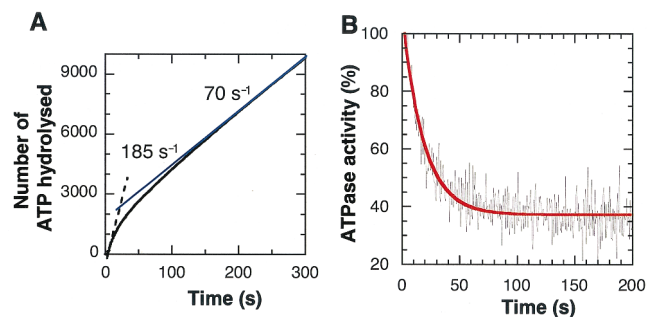 A
Number of
ATP hydrolysed
9000
6000
3000
0
185 s-1
70 s-1
0
100
200
300
Time (s)
B
ATPase activity (%)
100
80
60
40
20
0
50
100
150
200
Time (s)